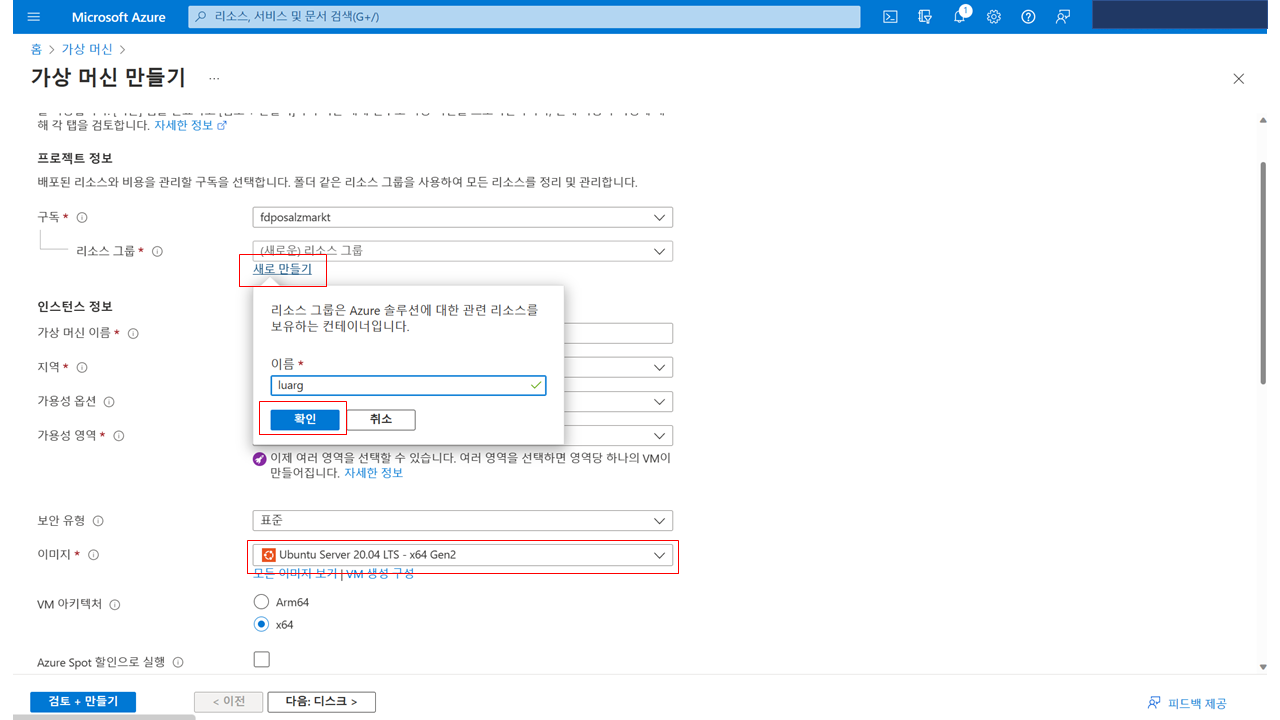 Microsoft Azure
리소스, 서비스 및 문서 검색(G+/)
1
홈 > 가상 머신 >
가상 머신 만들기 ...
해 각 탭을 검토합니다. 자세한 정보
프로젝트 정보
배포된 리소스와 비용을 관리할 구독을 선택합니다. 폴더 같은 리소스 그룹을 사용하여 모든 리소스를 정리 및 관리합니다.
구독 *
fdposalzmarkt
리소스 그룹 *
(새로운) 리소스 그룹
새로 만들기
리소스 그룹은 Azure 솔루션에 대한 관련 리소스를
보유하는 컨테이너입니다.
이름 *
luarg
확인
취소
인스턴스 정보
가상 머신 이름 *
지역 *
가용성 옵션
가용성 영역 *
이제 여러 영역을 선택할 수 있습니다. 여러 영역을 선택하면 영역당 하나의 VM이
만들어집니다. 자세한 정보
보안 유형
표준
이미지 *
Ubuntu Server 20.04 LTS - x64 Gen2
모든 이미지 보기 | VM 생성 구성
VM 아키텍처
Arm64
x64
Azure Spot 할인으로 실행
검토 + 만들기
< 이전
다음: 디스크 >
피드백 제공